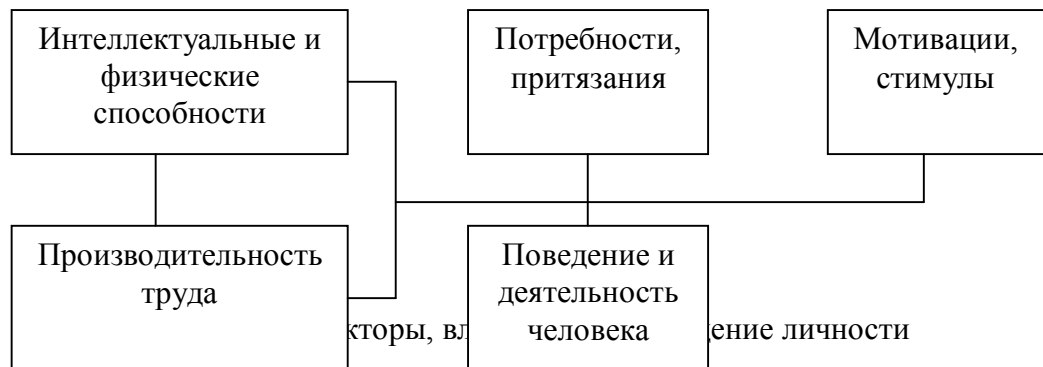 Интеллектуальные и
физические
способности
Потребности,
притязания
Мотивации,
стимулы
Производительность
труда
Поведение и
деятельность
человека
кторы, вл ение личности